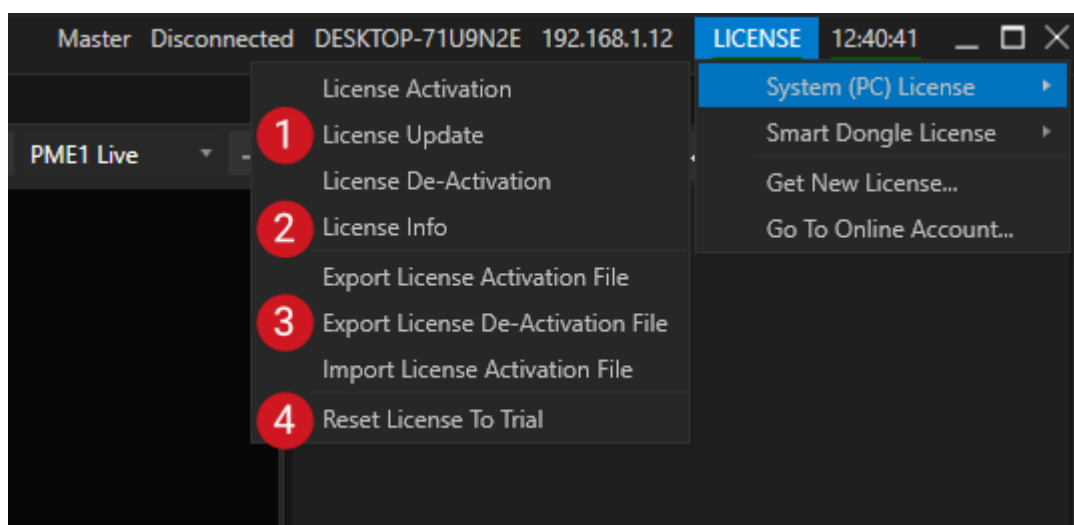 Master Disconnected DESKTOP-71U9N2E 192.168.1.12 LICENSE 12:40:41
License Activation
System (PC) License
1 License Update
Smart Dongle License
PME1 Live
License De-Activation
Get New License...
2 License Info
Go To Online Account...
Export License Activation File
3 Export License De-Activation File
Import License Activation File
4 Reset License To Trial